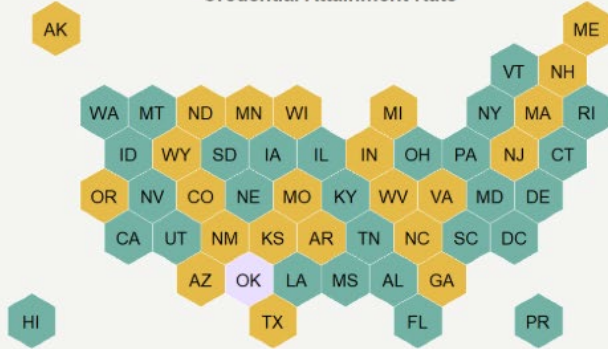 AK ME
VT NH
WA MT ND MN WI MI NY MA RI
ID WY SD IA IL IN OH PA NJ CT
OR NV CO NE MO KY WV VA MD DE
CA UT NM KS AR TN NC SC DC
AZ OK LA MS AL GA
HI TX FL PR